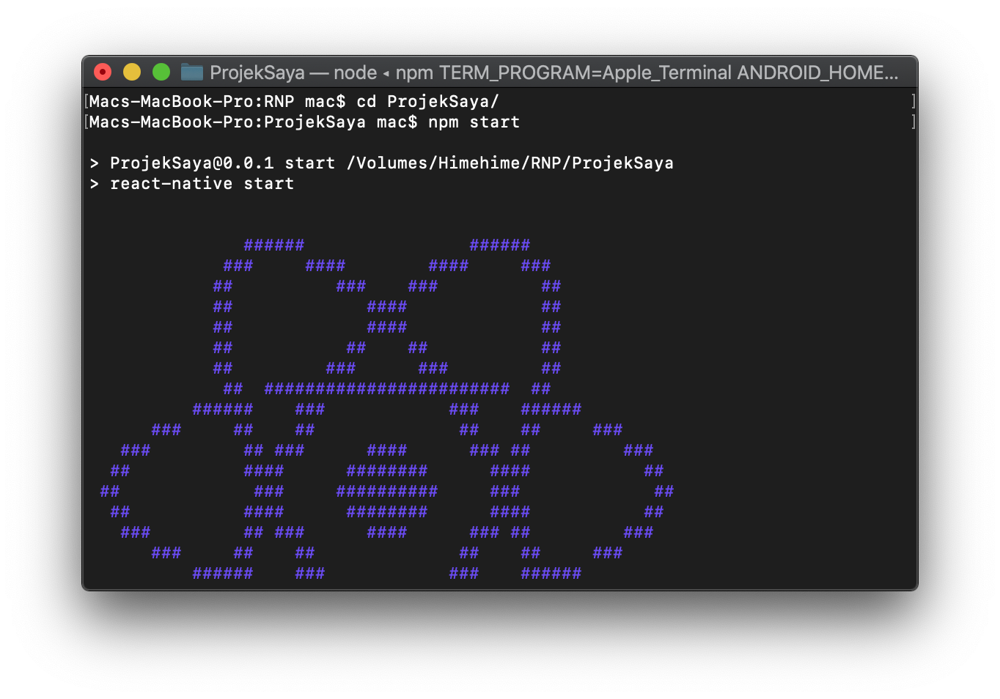 ProjekSaya — node ◂ npm TERM_PROGRAM=Apple_Terminal ANDROID_HOME...
[Macs-MacBook-Pro:RNP mac$ cd ProjekSaya/ ]
[Macs-MacBook-Pro:ProjekSaya mac$ npm start ]
> ProjekSaya@0.0.1 start /Volumes/Himehime/RNP/ProjekSaya
> react-native start
               ######                ######
             ###     ####        ####     ###
            ##          ###    ###          ##
            ##             ####             ##
            ##             ####             ##
            ##           ##    ##           ##
            ##         ###      ###         ##
             ##  ########################  ##
          ######    ###            ###    ######
      ###     ##    ##              ##    ##     ###
   ###         ## ###      ####      ### ##         ###
  ##           ####      ########      ####           ##
 ##             ###     ##########     ###             ##
  ##           ####      ########      ####           ##
   ###         ## ###      ####      ### ##         ###
      ###     ##    ##              ##    ##     ###
          ######    ###            ###    ######